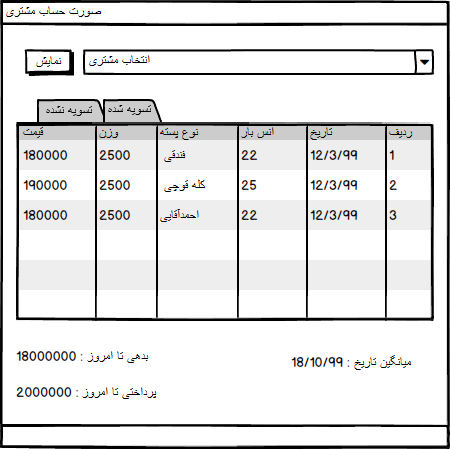 صورت حساب مشتری
انتخاب مشتری نمایش
تسویه شده تسویه نشده
ردیف تاریخ انس بار نوع پسته وزن قیمت
1 12/3/99 22 فندقی 2500 180000
2 12/3/99 25 کله قوچی 2500 190000
3 12/3/99 22 احمدآقایی 2500 180000
بدهی تا امروز : 18000000
میانگین تاریخ : 18/10/99
پرداختی تا امروز : 2000000